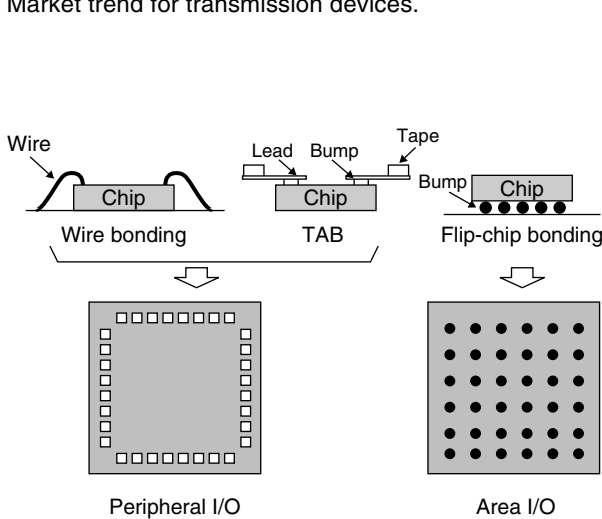 Market trend for transmission devices.
Wire
Chip
Wire bonding
Lead
Bump
Tape
Chip
TAB
Bump
Chip
Flip-chip bonding
Peripheral I/O
Area I/O